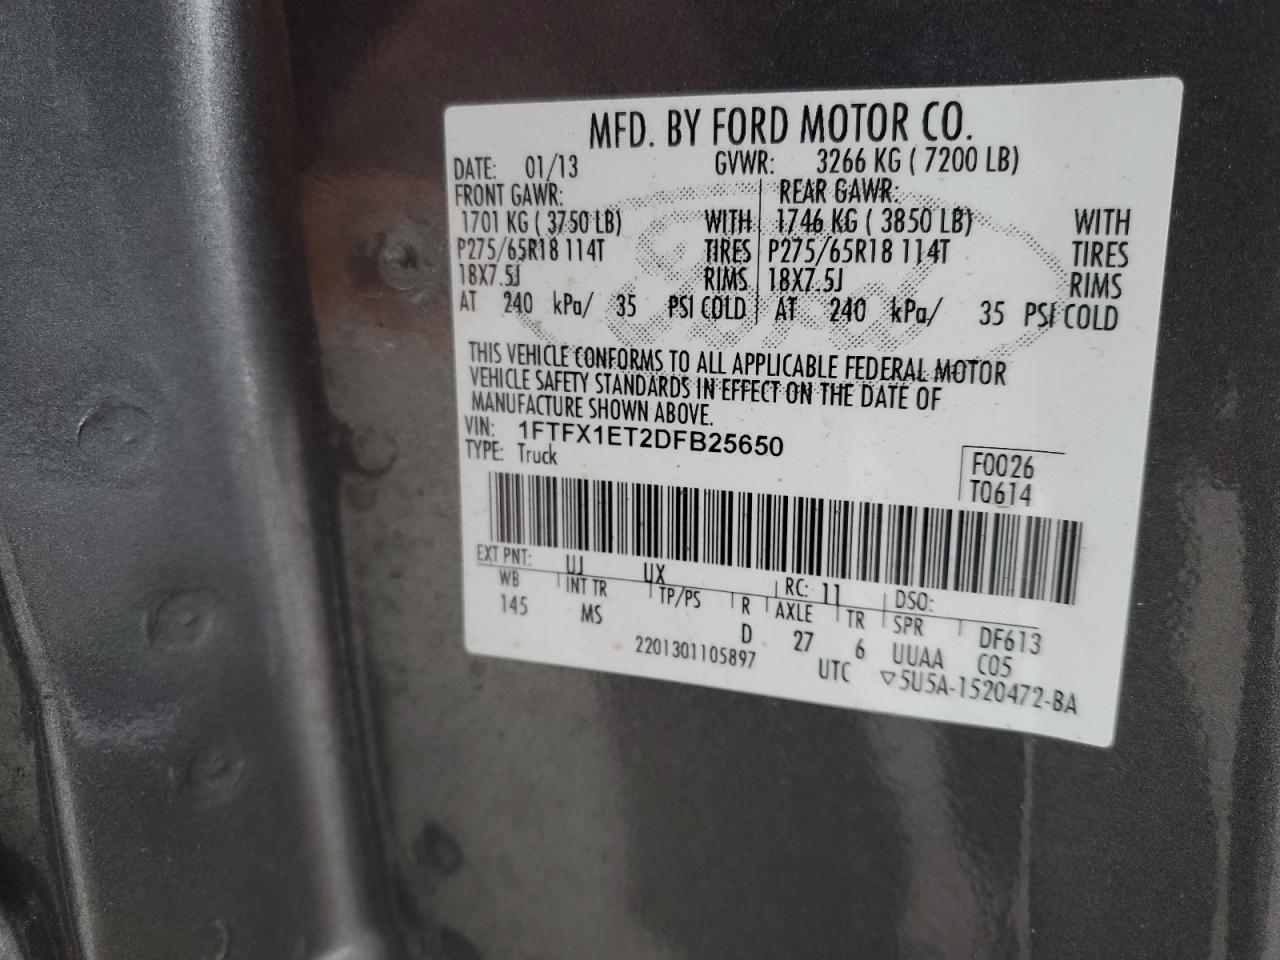 MFD. BY FORD MOTOR CO.
DATE: 01/13 GVWR: 3266 KG ( 7200 LB)
FRONT GAWR: REAR GAWR:
1701 KG ( 3750 LB) WITH 1746 KG ( 3850 LB) WITH
P275/65R18 114T TIRES P275/65R18 114T TIRES
18X7.5J RIMS 18X7.5J RIMS
AT 240 kPa/ 35 PSI COLD AT 240 kPa/ 35 PSI COLD
THIS VEHICLE CONFORMS TO ALL APPLICABLE FEDERAL MOTOR
VEHICLE SAFETY STANDARDS IN EFFECT ON THE DATE OF
MANUFACTURE SHOWN ABOVE.
VIN: 1FTFX1ET2DFB25650
TYPE: Truck
F0026
T0614
EXT PNT: UJ UX RC: 11 DSO:
WB INT TR TP/PS R AXLE TR SPR DF613
145 MS D 27 6 UUAA C05
2201301105897 UTC ▽5U5A-1520472-BA